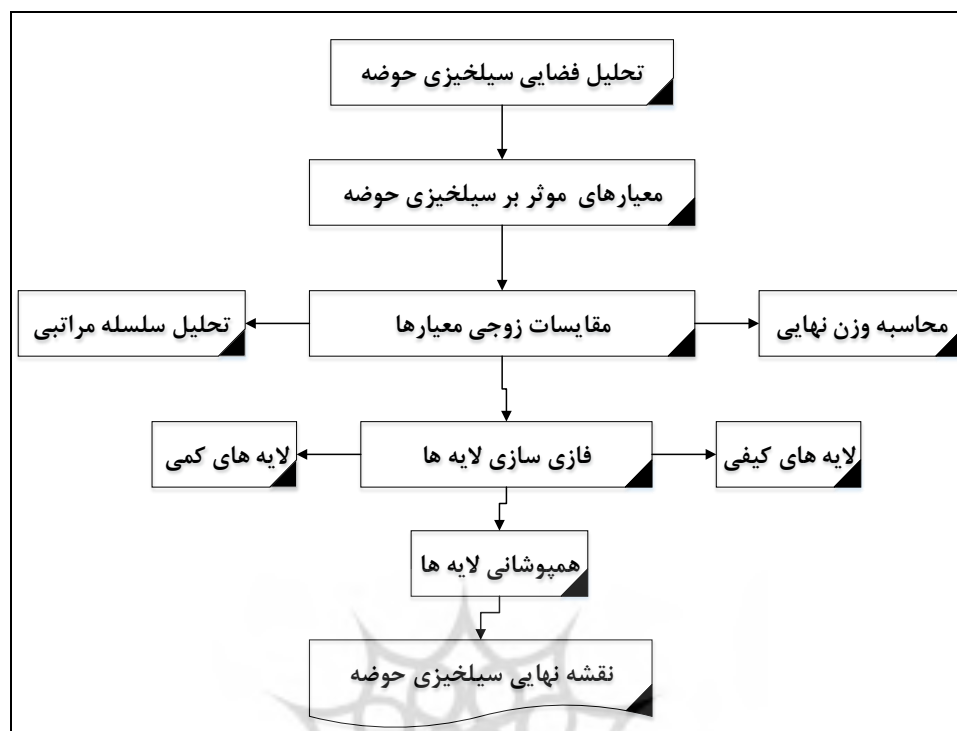 تحلیل فضایی سیلخیزی حوضه
معیارهای موثر بر سیلخیزی حوضه
محاسبه وزن نهایی
مقایسات زوجی معیارها
تحلیل سلسله مراتبی
لایه های کیفی
فازی سازی لایه ها
لایه های کمی
همپوشانی لایه ها
نقشه نهایی سیلخیزی حوضه